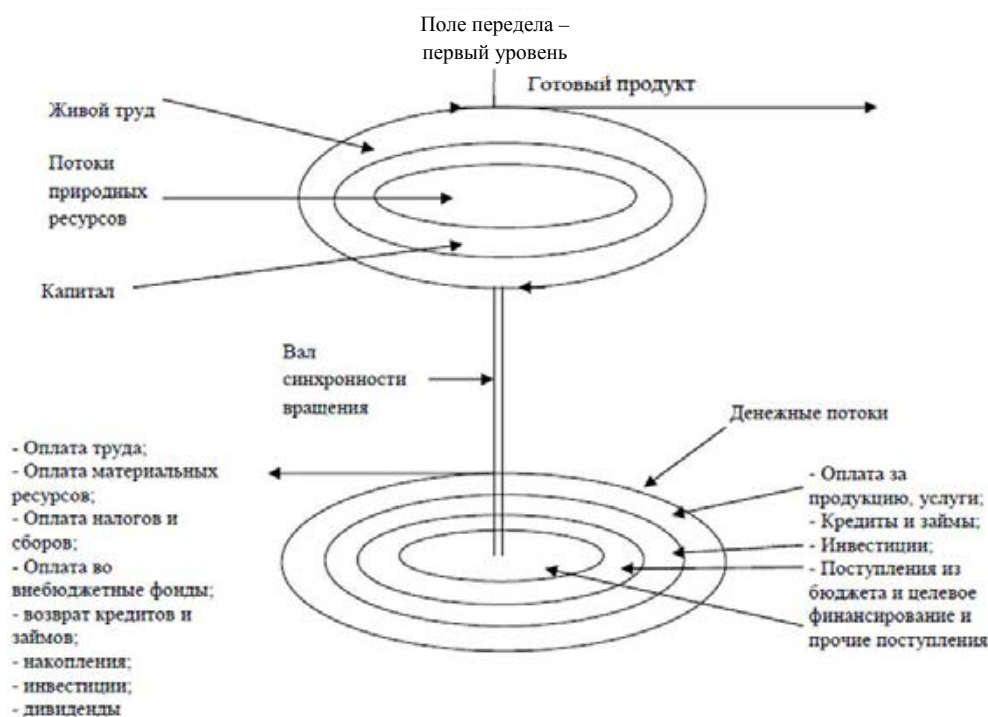 Поле передела –
первый уровень
Готовый продукт
Живой труд
Потоки
природных
ресурсов
Капитал
Вал
синхронности
вращения
Денежные потоки
- Оплата труда;
- Оплата материальных
ресурсов;
- Оплата налогов и
сборов;
- Оплата во
внебюджетные фонды;
- возврат кредитов и
займов;
- накопления;
- инвестиции;
- дивиденды
- Оплата за
продукцию, услуги;
- Кредиты и займы;
- Инвестиции;
- Поступления из
бюджета и целевое
финансирование и
прочие поступления